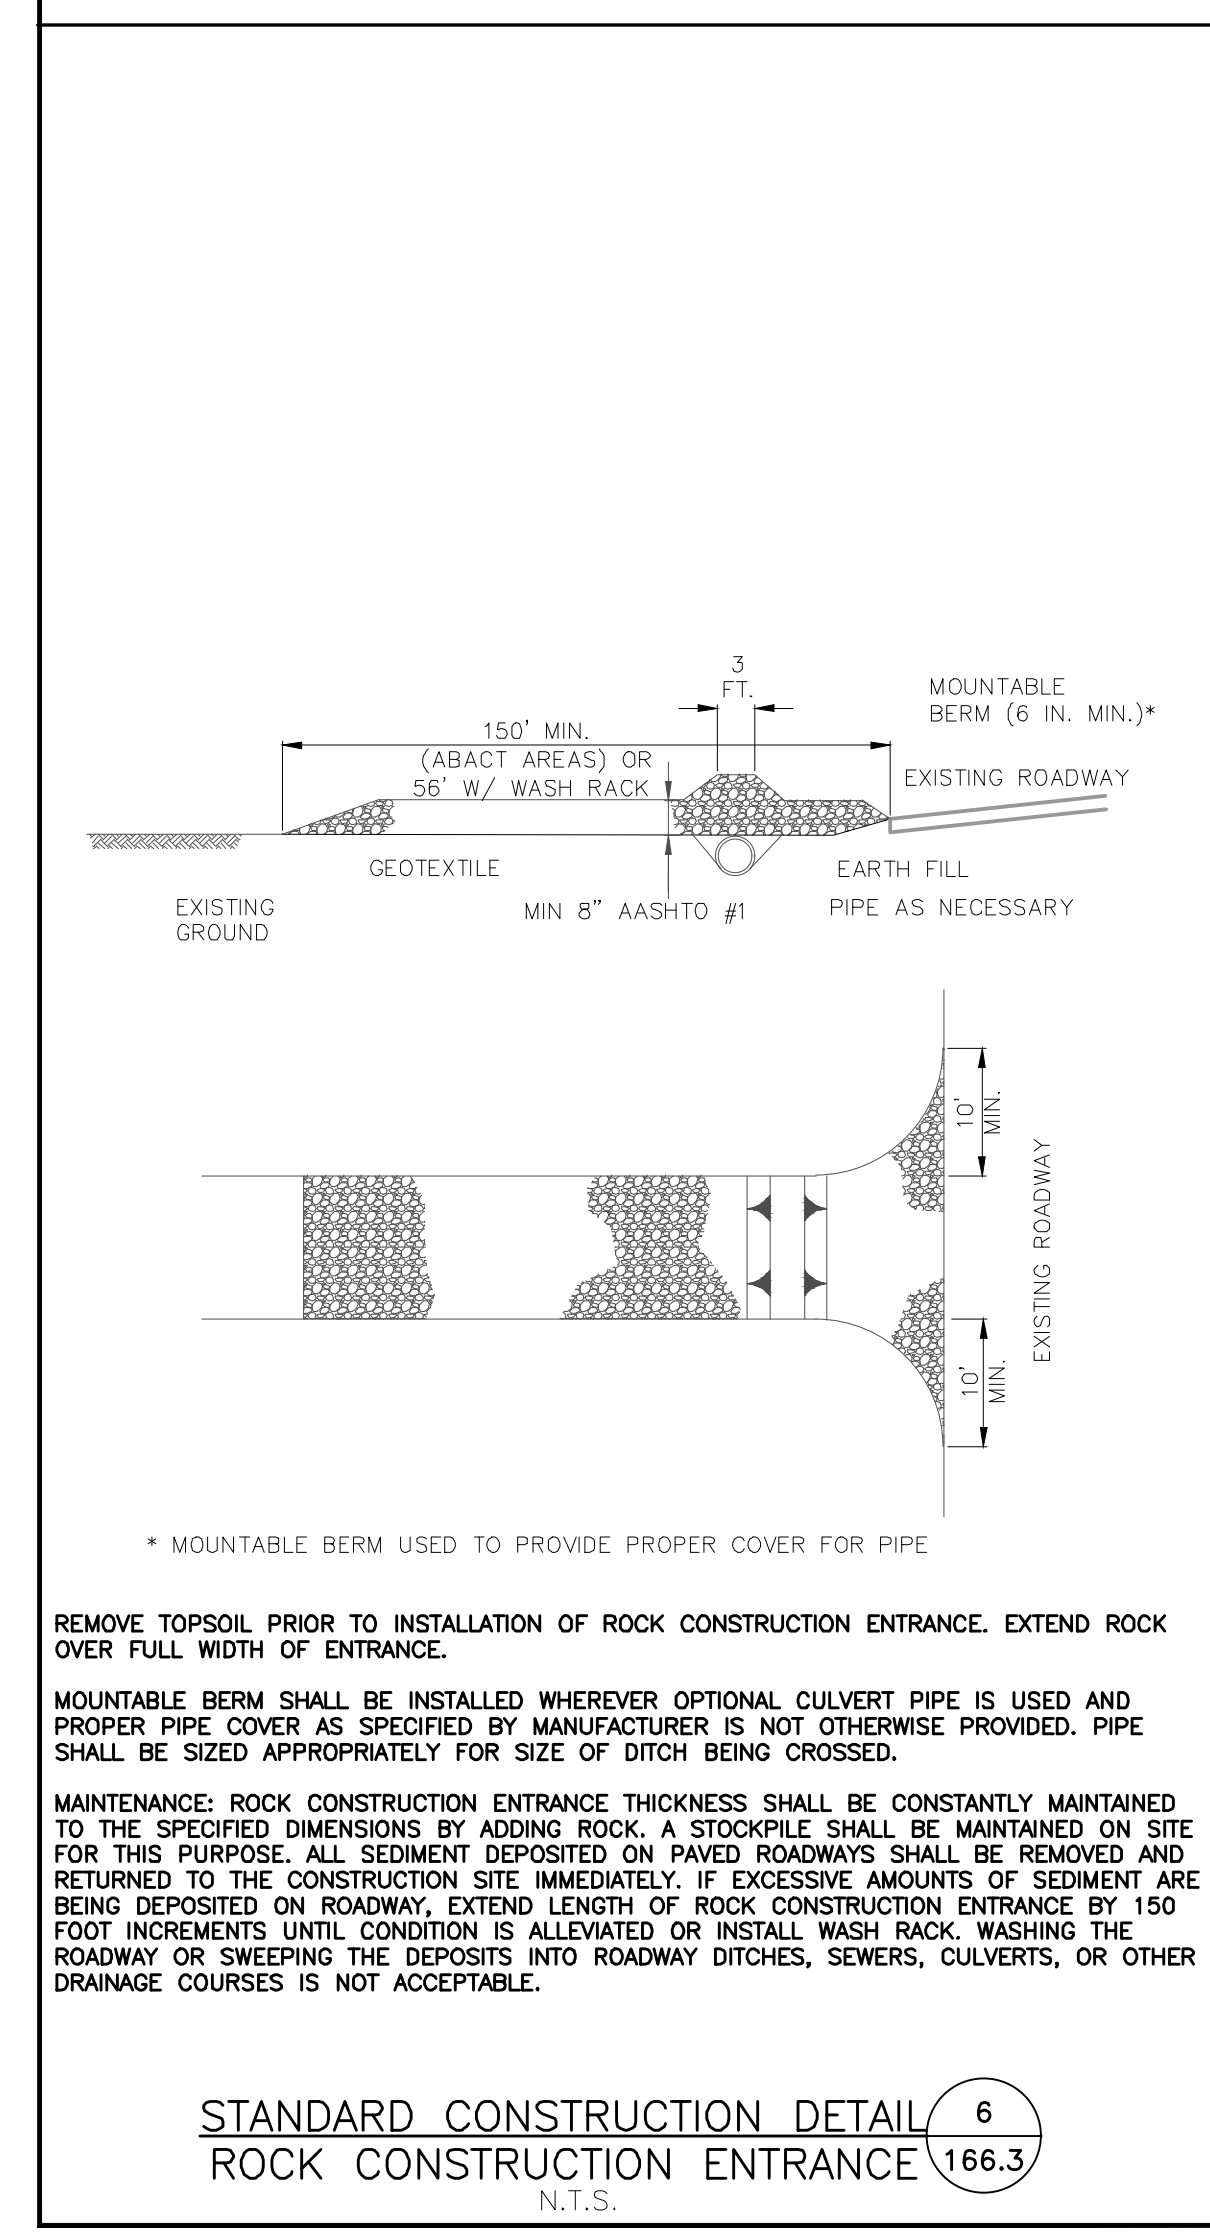 3
FT.
MOUNTABLE
BERM (6 IN. MIN.)*
150' MIN.
(ABACT AREAS) OR
56' W/ WASH RACK
EXISTING ROADWAY
GEOTEXTILE
EARTH FILL
EXISTING
GROUND
MIN 8" AASHTO #1
PIPE AS NECESSARY
10'
MIN.
EXISTING ROADWAY
10'
MIN.
* MOUNTABLE BERM USED TO PROVIDE PROPER COVER FOR PIPE
REMOVE TOPSOIL PRIOR TO INSTALLATION OF ROCK CONSTRUCTION ENTRANCE. EXTEND ROCK
OVER FULL WIDTH OF ENTRANCE.
MOUNTABLE BERM SHALL BE INSTALLED WHEREVER OPTIONAL CULVERT PIPE IS USED AND
PROPER PIPE COVER AS SPECIFIED BY MANUFACTURER IS NOT OTHERWISE PROVIDED. PIPE
SHALL BE SIZED APPROPRIATELY FOR SIZE OF DITCH BEING CROSSED.
MAINTENANCE: ROCK CONSTRUCTION ENTRANCE THICKNESS SHALL BE CONSTANTLY MAINTAINED
TO THE SPECIFIED DIMENSIONS BY ADDING ROCK. A STOCKPILE SHALL BE MAINTAINED ON SITE
FOR THIS PURPOSE. ALL SEDIMENT DEPOSITED ON PAVED ROADWAYS SHALL BE REMOVED AND
RETURNED TO THE CONSTRUCTION SITE IMMEDIATELY. IF EXCESSIVE AMOUNTS OF SEDIMENT ARE
BEING DEPOSITED ON ROADWAY, EXTEND LENGTH OF ROCK CONSTRUCTION ENTRANCE BY 150
FOOT INCREMENTS UNTIL CONDITION IS ALLEVIATED OR INSTALL WASH RACK. WASHING THE
ROADWAY OR SWEEPING THE DEPOSITS INTO ROADWAY DITCHES, SEWERS, CULVERTS, OR OTHER
DRAINAGE COURSES IS NOT ACCEPTABLE.
STANDARD CONSTRUCTION DETAIL
6
ROCK CONSTRUCTION ENTRANCE
166.3
N.T.S.